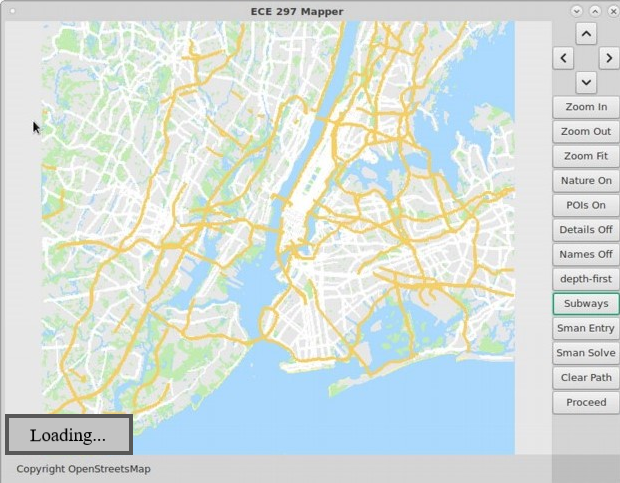 ECE 297 Mapper
Zoom In
Zoom Out
Zoom Fit
Nature On
POIs On
Details Off
Names Off
depth-first
Subways
Sman Entry
Sman Solve
Clear Path
Proceed
Loading...
Copyright OpenStreetsMap